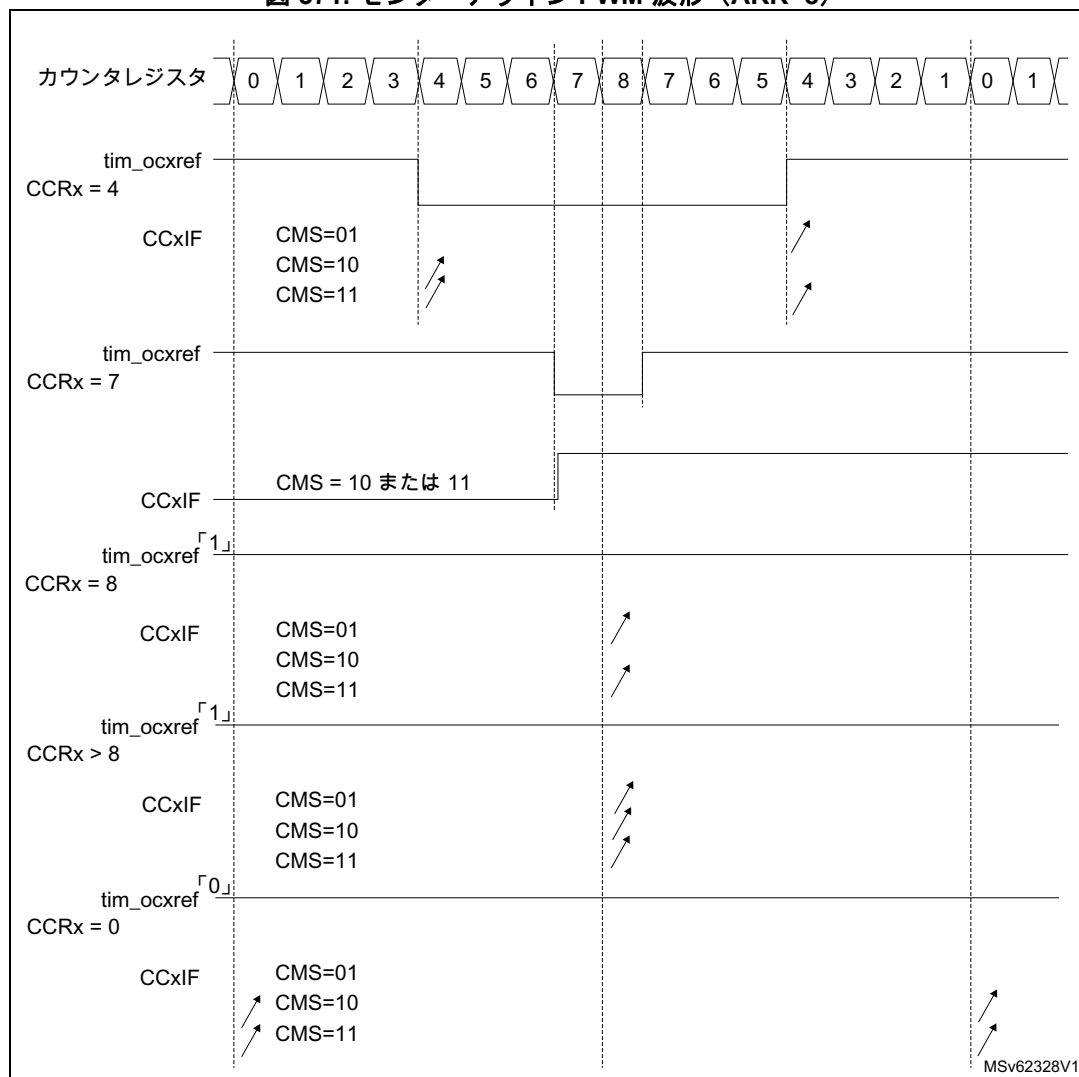 図 571. センターアライン PWM 波形（ARR=8）
カウンタレジスタ 0 1 2 3 4 5 6 7 8 7 6 5 4 3 2 1 0 1
tim_ocxref
CCRx = 4
CCxIF CMS=01
CMS=10
CMS=11
tim_ocxref
CCRx = 7
CMS = 10 または 11
CCxIF
tim_ocxref「1」
CCRx = 8
CCxIF CMS=01
CMS=10
CMS=11
tim_ocxref「1」
CCRx > 8
CCxIF CMS=01
CMS=10
CMS=11
tim_ocxref「0」
CCRx = 0
CCxIF CMS=01
CMS=10
CMS=11
MSv62328V1